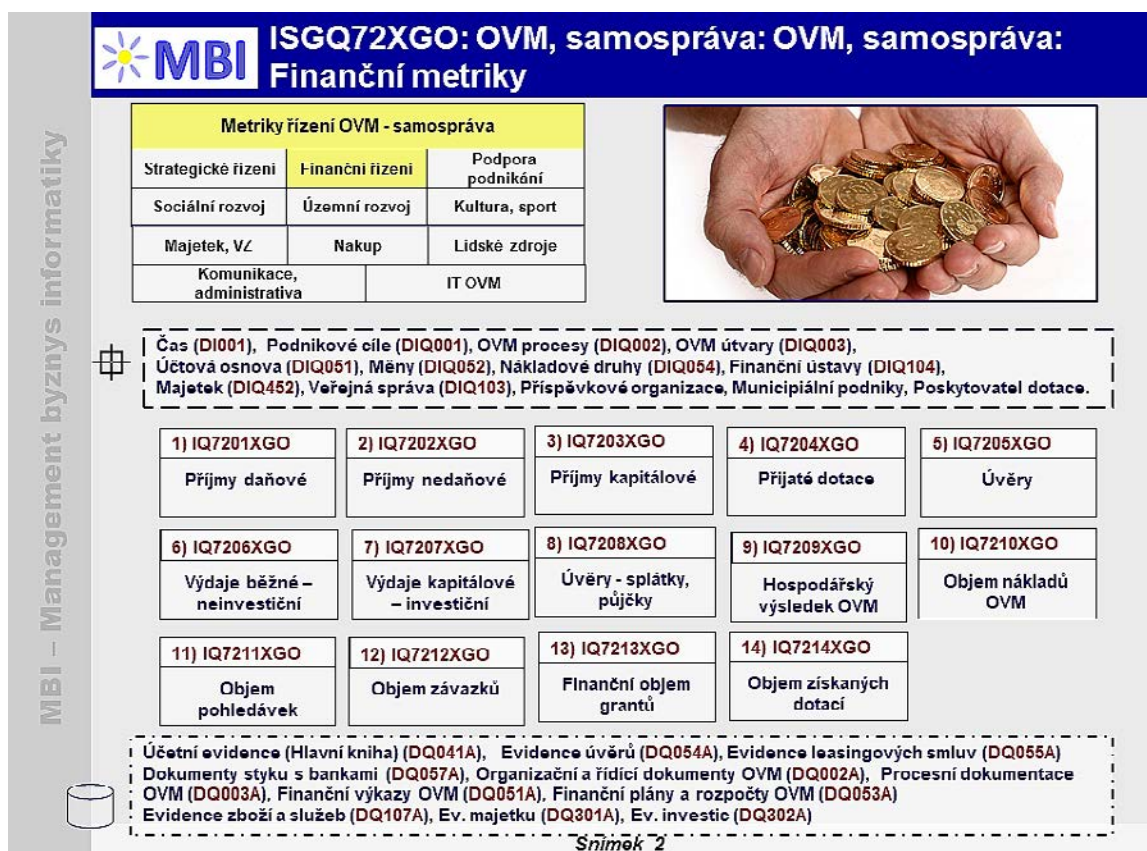 MBI – Management byznys informatiky
MBI
ISGQ72XGO: OVM, samospráva: OVM, samospráva:
Finanční metriky
Metriky řízení OVM - samospráva
Strategické řízení
Finanční řízení
Podpora
podnikání
Sociální rozvoj
Územní rozvoj
Kultura, sport
Majetek, VZ
Nakup
Lidské zdroje
Komunikace,
administrativa
IT OVM
Čas (DI001), Podnikové cíle (DIQ001), OVM procesy (DIQ002), OVM útvary (DIQ003),
Účtová osnova (DIQ051), Měny (DIQ052), Nákladové druhy (DIQ054), Finanční ústavy (DIQ104),
Majetek (DIQ452), Veřejná správa (DIQ103), Příspěvkové organizace, Municipiální podniky, Poskytovatel dotace.
1) IQ7201XGO
Příjmy daňové
2) IQ7202XGO
Příjmy nedaňové
3) IQ7203XGO
Příjmy kapitálové
4) IQ7204XGO
Přijaté dotace
5) IQ7205XGO
Úvěry
6) IQ7206XGO
Výdaje běžné –
neinvestiční
7) IQ7207XGO
Výdaje kapitálové
– investiční
8) IQ7208XGO
Úvěry - splátky,
půjčky
9) IQ7209XGO
Hospodářský
výsledek OVM
10) IQ7210XGO
Objem nákladů
OVM
11) IQ7211XGO
Objem
pohledávek
12) IQ7212XGO
Objem závazků
13) IQ7213XGO
Finanční objem
grantů
14) IQ7214XGO
Objem získaných
dotací
Účetní evidence (Hlavní kniha) (DQ041A), Evidence úvěrů (DQ054A), Evidence leasingových smluv (DQ055A)
Dokumenty styku s bankami (DQ057A), Organizační a řídící dokumenty OVM (DQ002A), Procesní dokumentace
OVM (DQ003A), Finanční výkazy OVM (DQ051A), Finanční plány a rozpočty OVM (DQ053A)
Evidence zboží a služeb (DQ107A), Ev. majetku (DQ301A), Ev. investic (DQ302A)
Snímek 2